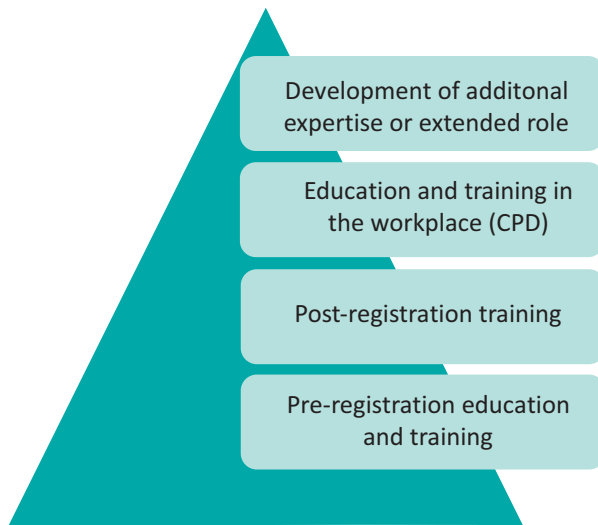 Development of additonal
expertise or extended role
Education and training in
the workplace (CPD)
Post-registration training
Pre-registration education
and training